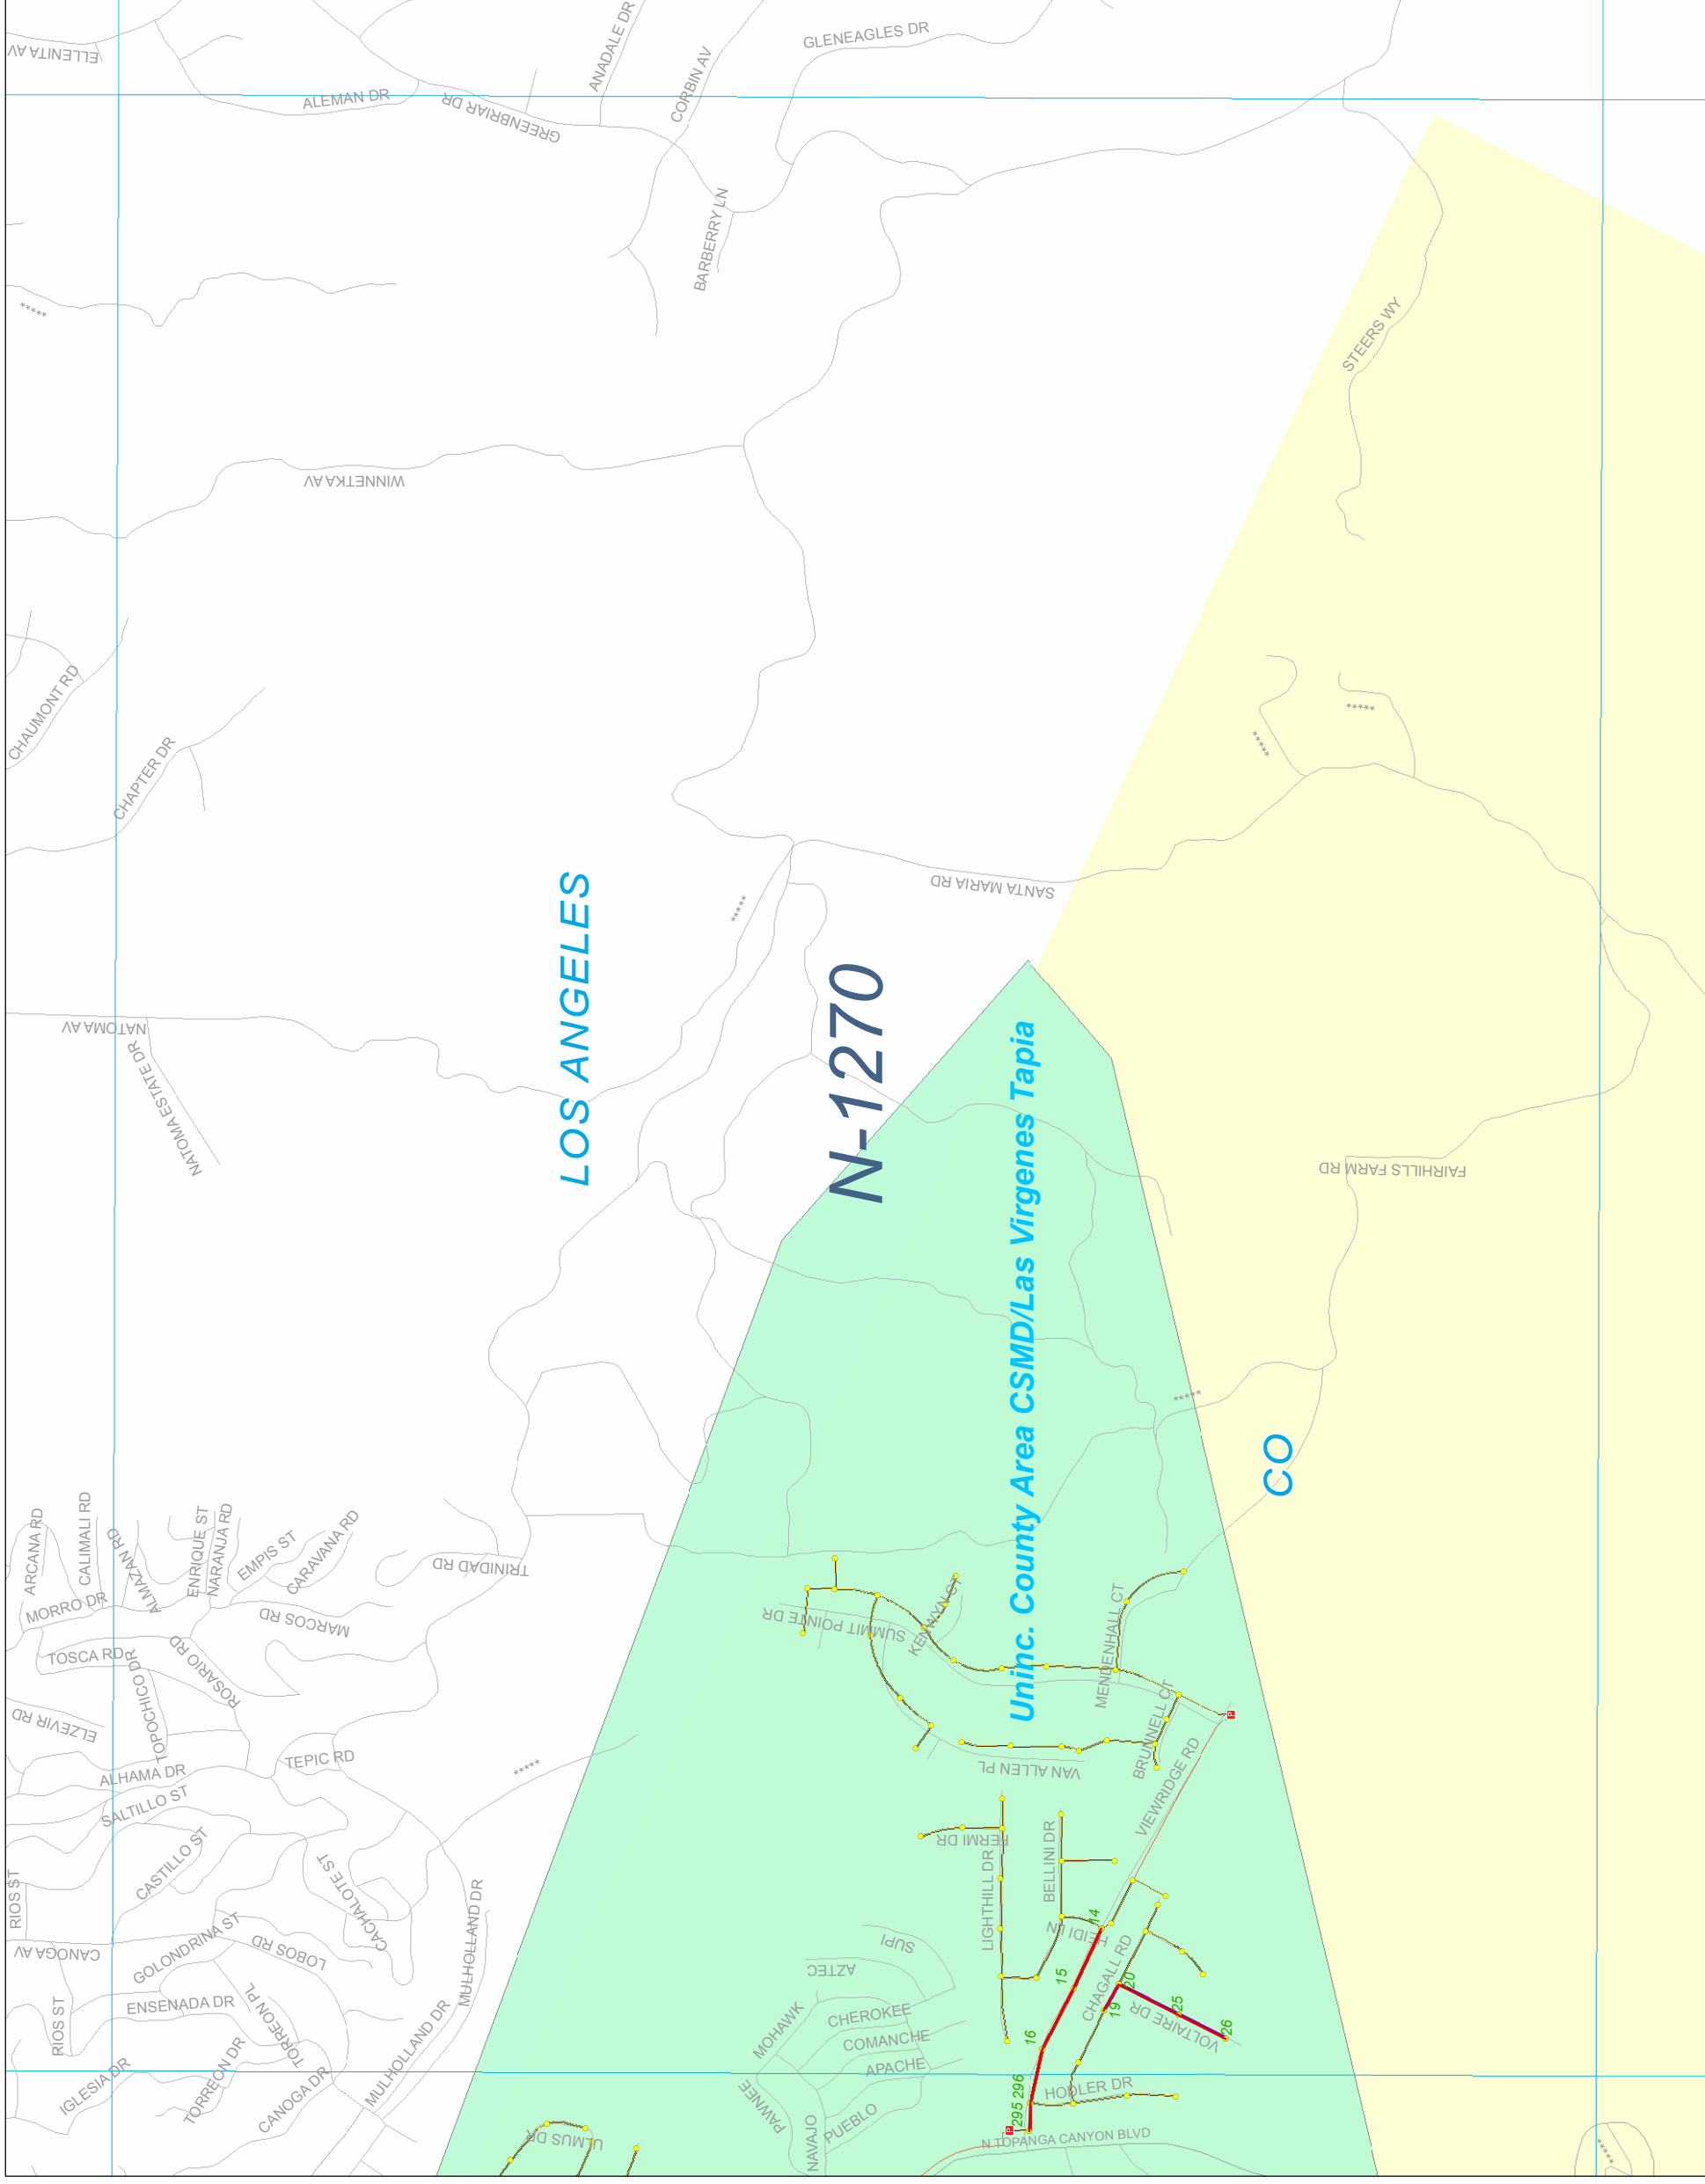 ELLENITA AV
ALEMAN DR
GREENBRIAR DR
ANADALE DR
CORBIN AV
GLENEAGLES DR
BARBERRY LN
*****
STEERS WY
WINNETKA AV
CHAUMONT RD
CHAPTER DR
*****
*****
SANTA MARIA RD
*****
LOS ANGELES
N-1270
NATOMA AV
NATOMA ESTATE DR
Uninc. County Area CSMD/Las Virgenes Tapia
FAIRHILLS FARM RD
*****
CO
ARCANA RD
CALIMALI RD
ALMAZAN RD
ENRIQUE ST
NARANJA RD
EMPIS ST
CARAVANA RD
TRINIDAD RD
MORRO DR
MARCOS RD
TOSCA RD
TOPOCHICO DR
ROSARIO RD
ELZEVIR RD
ALHAMA DR
TEPIC RD
SALTILLO ST
*****
SUMMIT POINTE DR
KENWYN CT
MENDENHALL CT
BRUNNELL CT
VAN ALLEN PL
VIEWRIDGE RD
P
CASTILLO ST
CACHALOTE ST
RIOS ST
CANOGA AV
GOLONDRINA ST
LOBOS RD
MULHOLLAND DR
FERMI DR
LIGHTHILL DR
BELLINI DR
TEIDI LN
14
SUPI
AZTEC
15
CHAGALL RD
20
19
VOLTAIRE DR
25
26
RIOS ST
ENSENADA DR
TORREON PL
MOHAWK
CHEROKEE
COMANCHE
APACHE
16
IGLESIA DR
TORREON DR
CANOGA DR
MULHOLLAND DR
PAWNEE
NAVAJO
PUEBLO
295 296
P
HODLER DR
N TOPANGA CANYON BLVD
ULMUS DR
*****